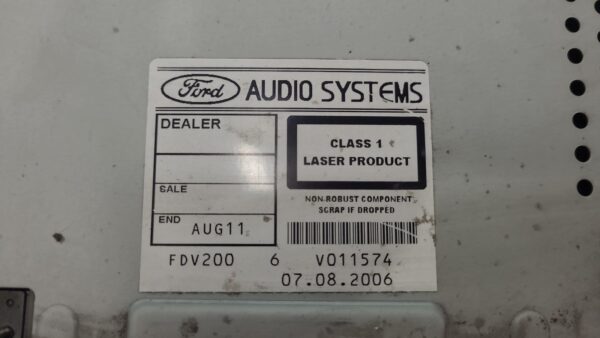 Ford AUDIO SYSTEMS
DEALER
CLASS 1
LASER PRODUCT
SALE
NON-ROBUST COMPONENT
SCRAP IF DROPPED
END AUG11
FDV200 6 V011574
07.08.2006